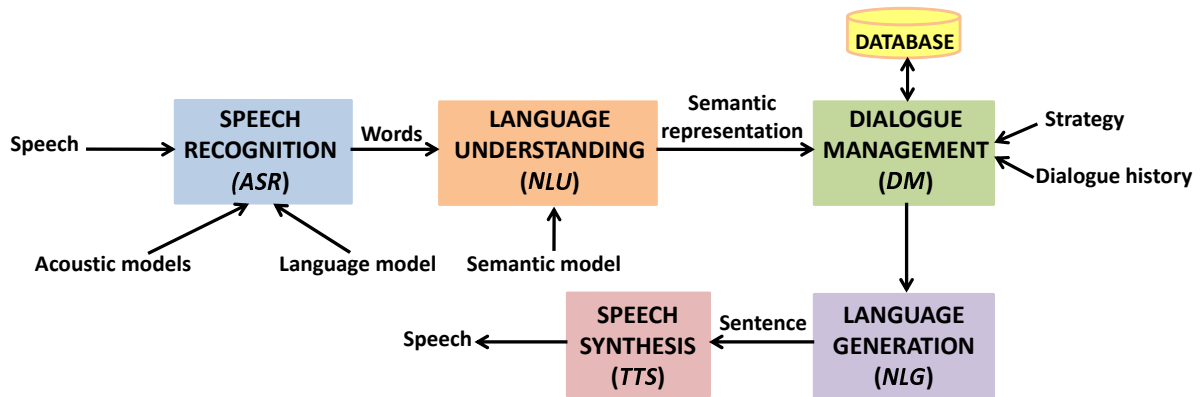 DATABASE
Speech
SPEECH
RECOGNITION
(ASR)
Words
LANGUAGE
UNDERSTANDING
(NLU)
Semantic
representation
DIALOGUE
MANAGEMENT
(DM)
Strategy
Dialogue history
Acoustic models
Language model
Semantic model
Speech
SPEECH
SYNTHESIS
(TTS)
Sentence
LANGUAGE
GENERATION
(NLG)